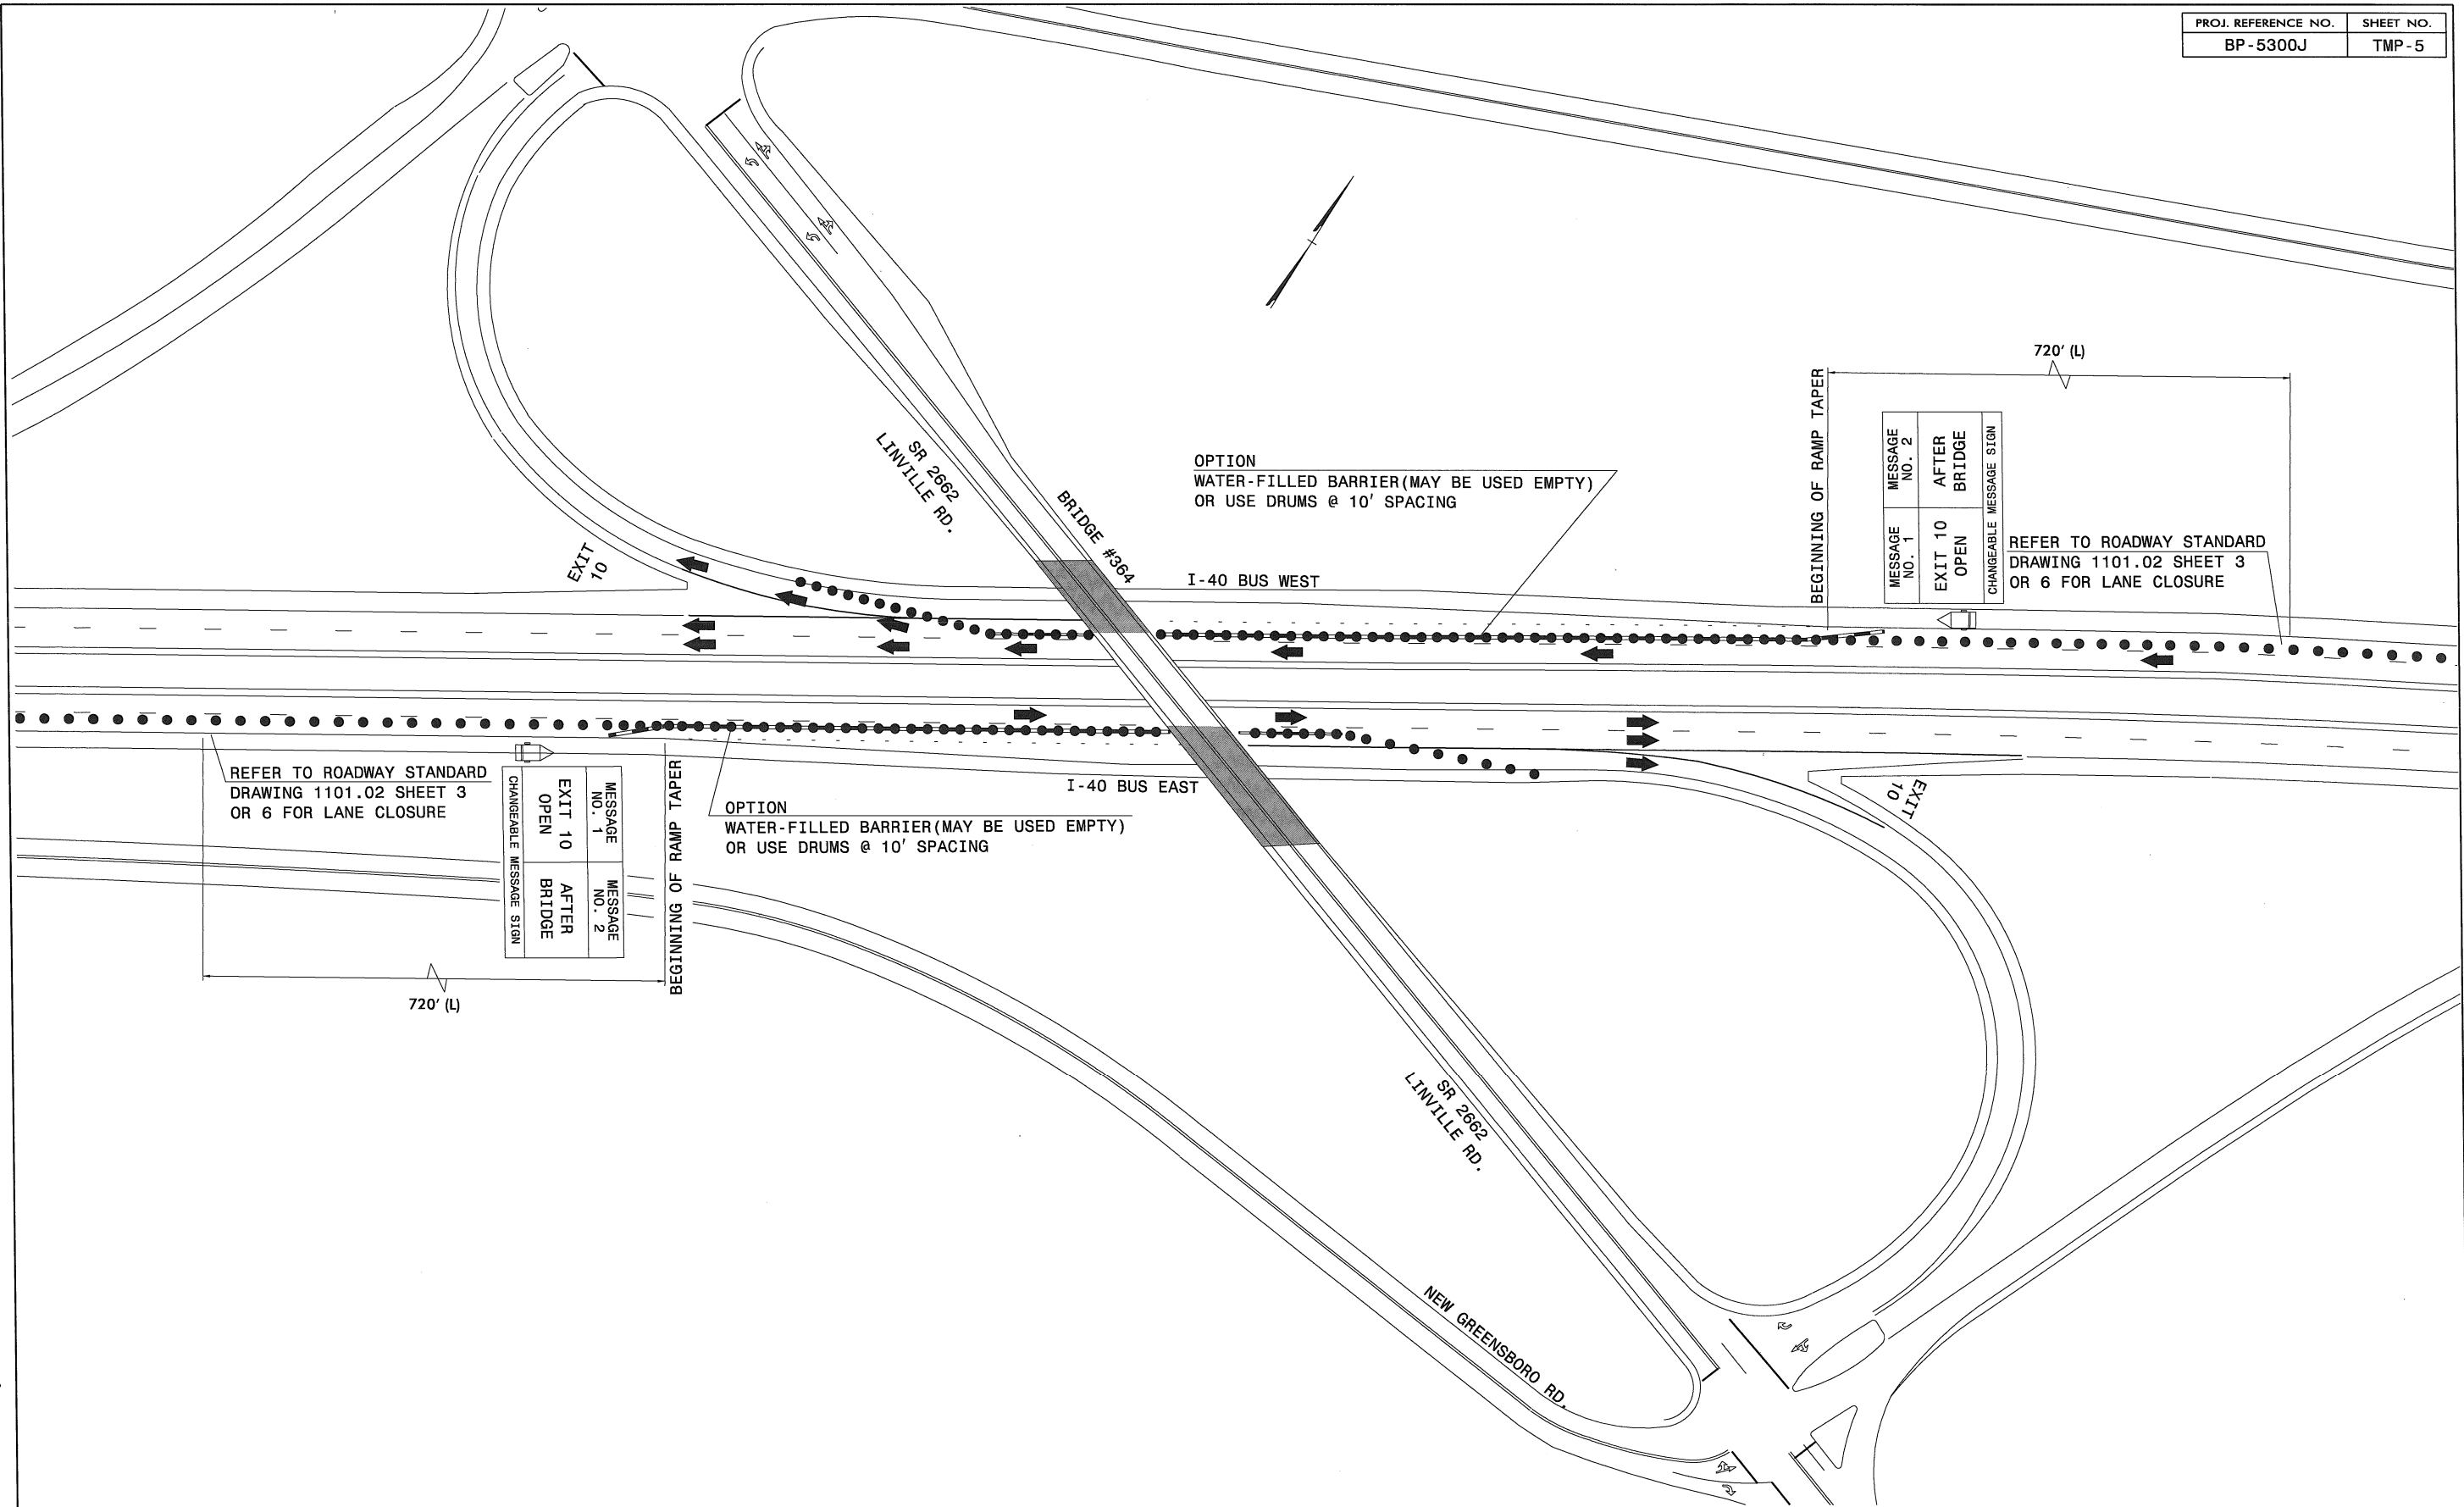 PROJ. REFERENCE NO. SHEET NO.
BP-5300J TMP-5
720' (L)
BEGINNING OF RAMP TAPER
MESSAGE NO. 1
MESSAGE NO. 2
EXIT 10 OPEN
AFTER BRIDGE
CHANGEABLE MESSAGE SIGN
REFER TO ROADWAY STANDARD
DRAWING 1101.02 SHEET 3
OR 6 FOR LANE CLOSURE
OPTION
WATER-FILLED BARRIER(MAY BE USED EMPTY)
OR USE DRUMS @ 10' SPACING
SR 2662
LINVILLE RD.
BRIDGE #364
EXIT
10
I-40 BUS WEST
REFER TO ROADWAY STANDARD
DRAWING 1101.02 SHEET 3
OR 6 FOR LANE CLOSURE
MESSAGE NO. 1
MESSAGE NO. 2
EXIT 10 OPEN
AFTER BRIDGE
CHANGEABLE MESSAGE SIGN
BEGINNING OF RAMP TAPER
720' (L)
OPTION
WATER-FILLED BARRIER(MAY BE USED EMPTY)
OR USE DRUMS @ 10' SPACING
I-40 BUS EAST
EXIT
10
SR 2662
LINVILLE RD.
NEW GREENSBORO RD.